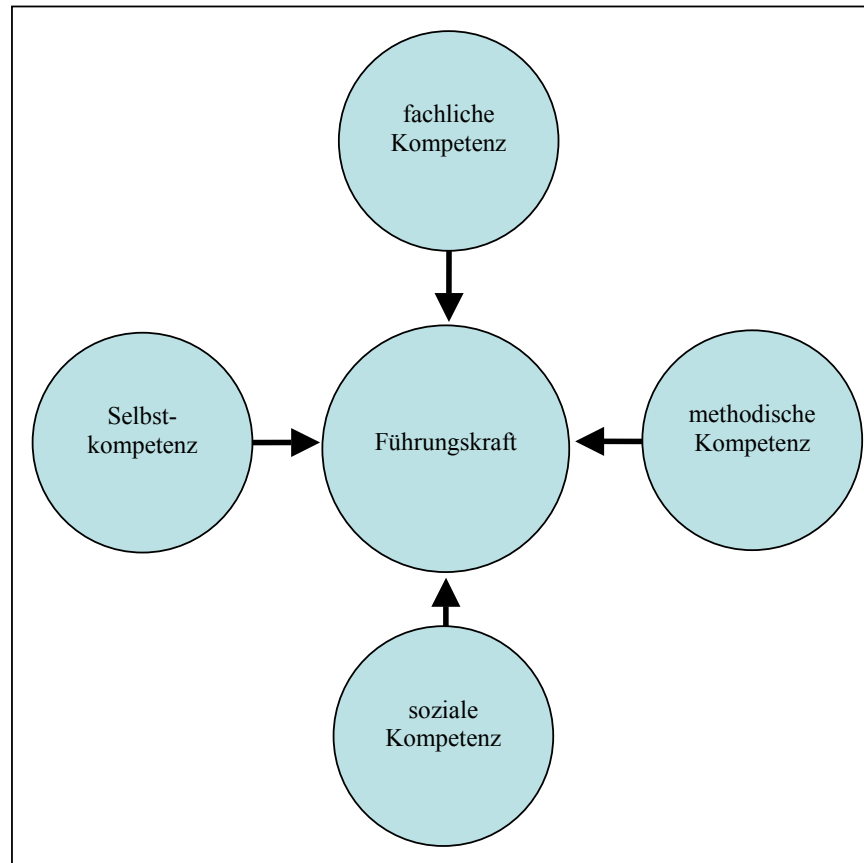 fachliche
Kompetenz
Selbst-
kompetenz
Führungskraft
methodische
Kompetenz
soziale
Kompetenz